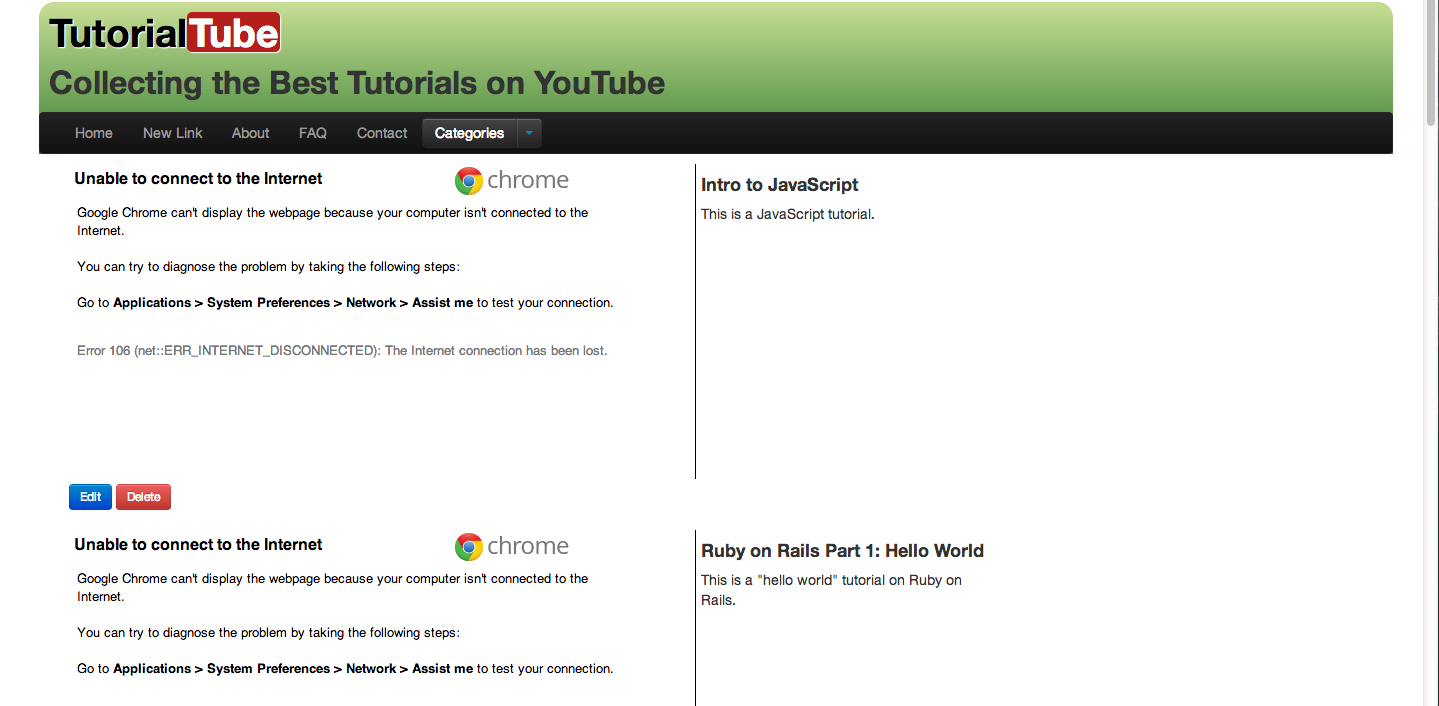 TutorialTube
Collecting the Best Tutorials on YouTube
Home New Link About FAQ Contact Categories
Unable to connect to the Internet
chrome
Google Chrome can't display the webpage because your computer isn't connected to the
Internet.
You can try to diagnose the problem by taking the following steps:
Go to Applications > System Preferences > Network > Assist me to test your connection.
Error 106 (net::ERR_INTERNET_DISCONNECTED): The Internet connection has been lost.
Intro to JavaScript
This is a JavaScript tutorial.
Edit Delete
Unable to connect to the Internet
chrome
Google Chrome can't display the webpage because your computer isn't connected to the
Internet.
You can try to diagnose the problem by taking the following steps:
Go to Applications > System Preferences > Network > Assist me to test your connection.
Ruby on Rails Part 1: Hello World
This is a "hello world" tutorial on Ruby on
Rails.